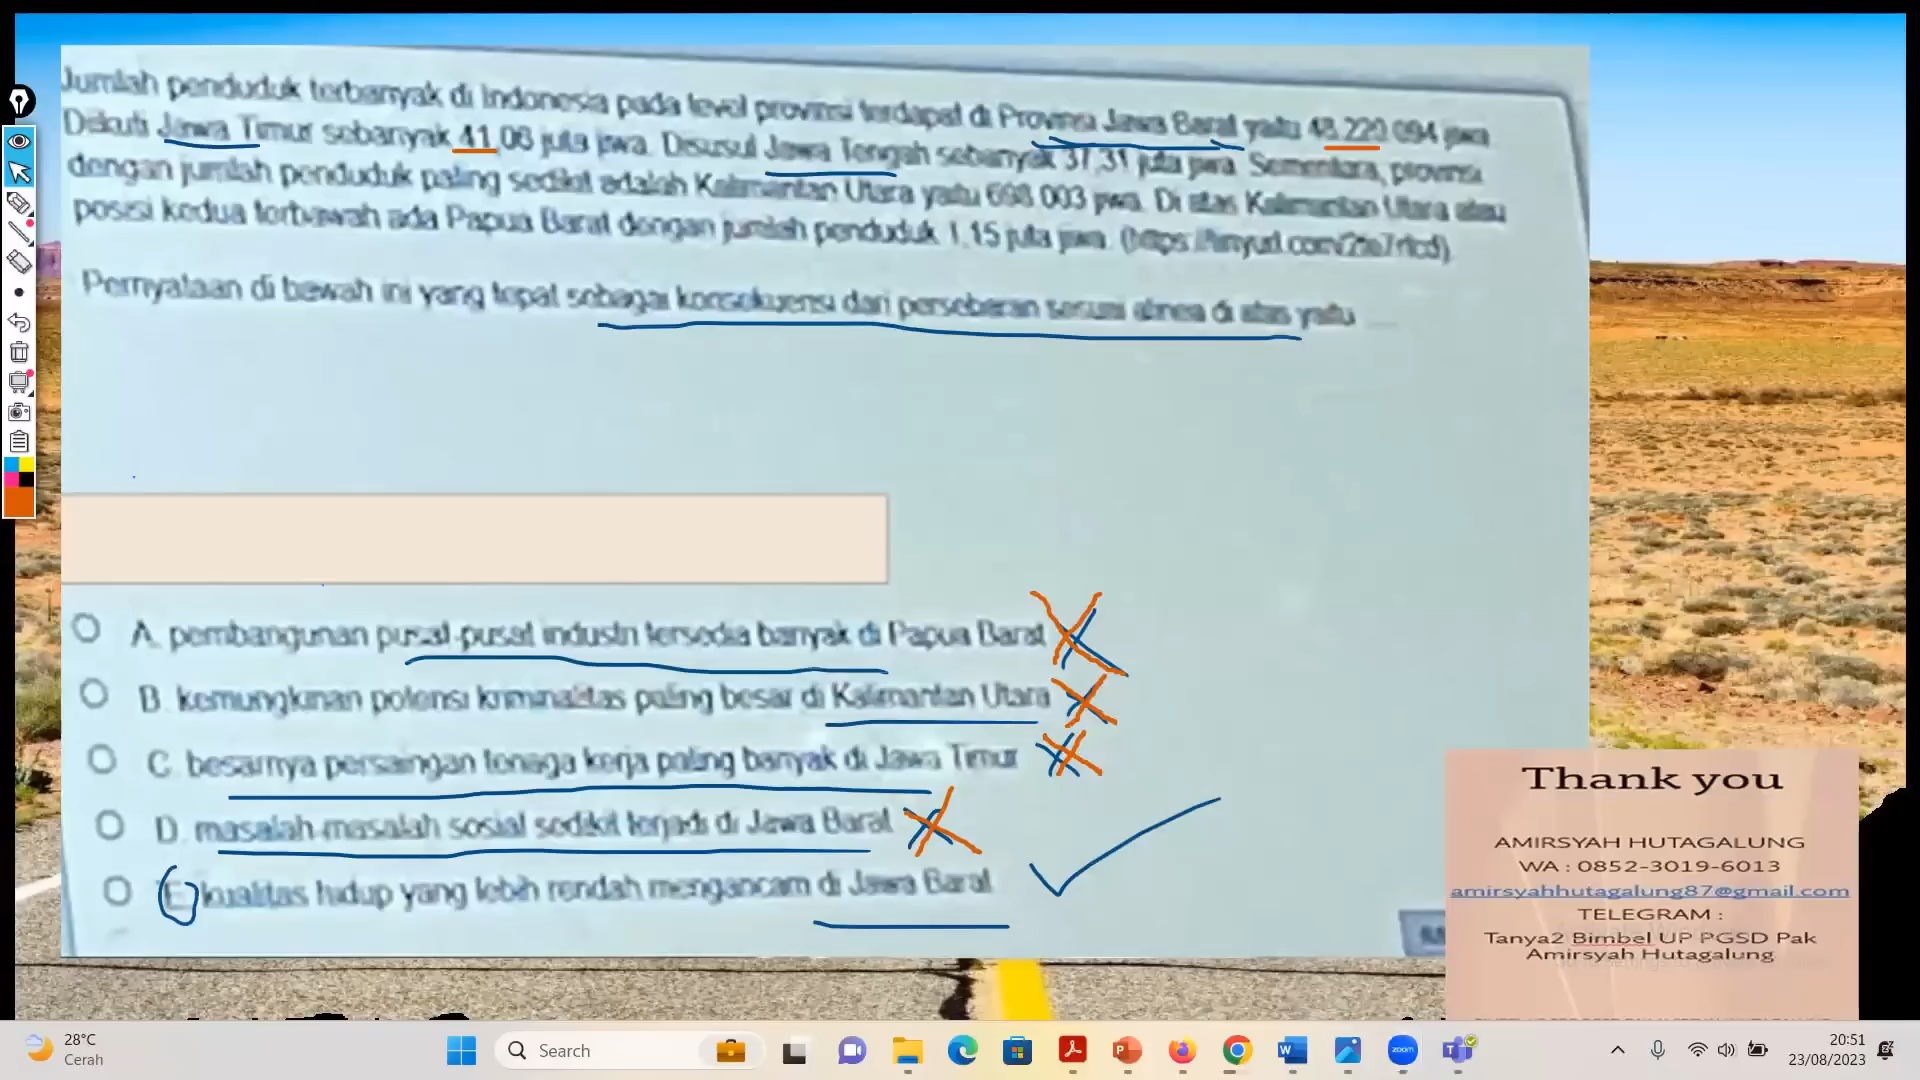 Jumlah penduduk terbanyak di Indonesia pada level provinsi terdapat di Provinsi Jawa Barat yaitu 48.220.094 jiwa
Diikuti Jawa Timur sebanyak 41,06 juta jiwa. Disusul Jawa Tengah sebanyak 37,31 juta jiwa. Sementara, provinsi
dengan jumlah penduduk paling sedikit adalah Kalimantan Utara yaitu 698.003 jiwa. Di atas Kalimantan Utara atau
posisi kedua terbawah ada Papua Barat dengan jumlah penduduk 1,15 juta jiwa.
Pernyataan di bawah ini yang tepat sebagai konsekuensi dari persebaran sesuai alinea di atas yaitu ....
A. pembangunan pusat-pusat industri tersedia banyak di Papua Barat
B. kemungkinan potensi kriminalitas paling besar di Kalimantan Utara
C. besarnya persaingan tenaga kerja paling banyak di Jawa Timur
D. masalah-masalah sosial sedikit terjadi di Jawa Barat
E. kualitas hidup yang lebih rendah mengancam di Jawa Barat
Thank you
AMIRSYAH HUTAGALUNG
WA : 0852-3019-6013
amirsyahhutagalung87@gmail.com
TELEGRAM :
Tanya2 Bimbel UP PGSD Pak
Amirsyah Hutagalung
28°C
Cerah
Search
zoom
20:51
23/08/2023